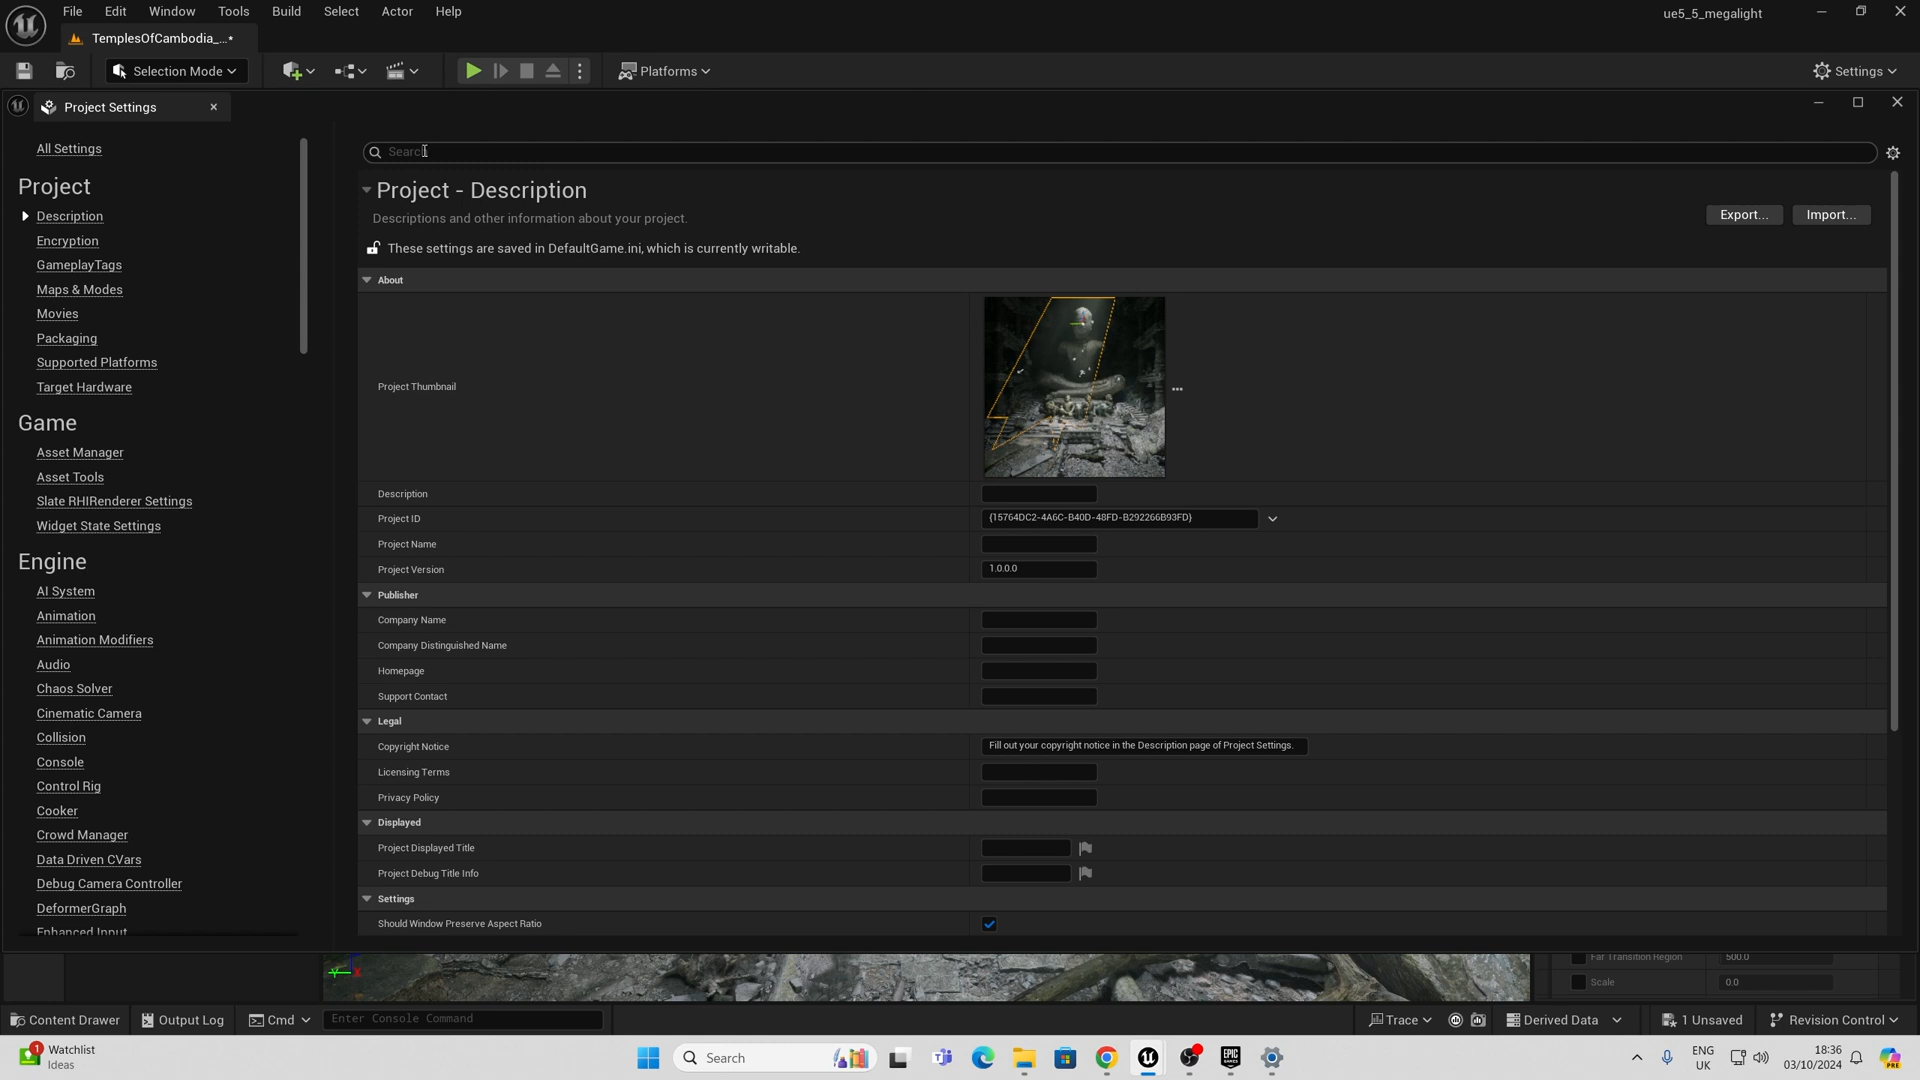 File Edit Window Tools Build Select Actor Help
ue5_5_megalight
TemplesOfCambodia_...*
Selection Mode
Platforms
Settings
Project Settings
All Settings
Project
Description
Encryption
GameplayTags
Maps & Modes
Movies
Packaging
Supported Platforms
Target Hardware
Game
Asset Manager
Asset Tools
Slate RHIRenderer Settings
Widget State Settings
Engine
AI System
Animation
Animation Modifiers
Audio
Chaos Solver
Cinematic Camera
Collision
Console
Control Rig
Cooker
Crowd Manager
Data Driven CVars
Debug Camera Controller
DeformerGraph
Enhanced Input
Search
Project - Description
Descriptions and other information about your project.
Export... Import...
These settings are saved in DefaultGame.ini, which is currently writable.
About
Project Thumbnail
Description
Project ID {15764DC2-4A6C-B40D-48FD-B292266B93FD}
Project Name
Project Version 1.0.0.0
Publisher
Company Name
Company Distinguished Name
Homepage
Support Contact
Legal
Copyright Notice Fill out your copyright notice in the Description page of Project Settings.
Licensing Terms
Privacy Policy
Displayed
Project Displayed Title
Project Debug Title Info
Settings
Should Window Preserve Aspect Ratio
Far Transition Region 500.0
Scale 0.0
Content Drawer Output Log Cmd Enter Console Command Trace Derived Data 1 Unsaved Revision Control
1 Watchlist
Ideas
Search
EPIC
GAMES
ENG
UK
18:36
03/10/2024
PRE